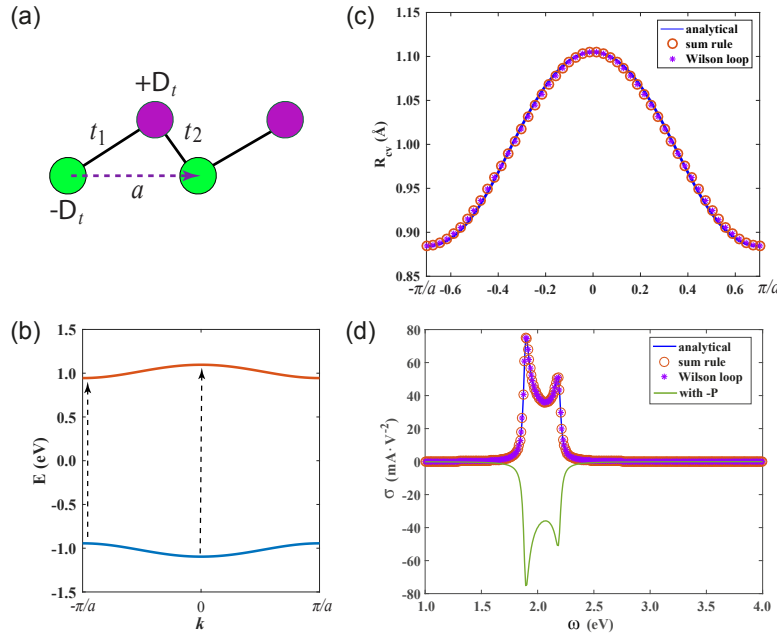 (a)
+D_t
t_1
t_2
a
-D_t
(b)
E (eV)
1.5
1.0
0.5
0.0
-0.5
-1.0
-1.5
-π/a
0
π/a
k
(c)
R_cv (Å)
1.15
1.10
1.05
1.00
0.95
0.90
0.85
analytical
sum rule
Wilson loop
-π/a -0.6 -0.4 -0.2 0 0.2 0.4 0.6 π/a
(d)
σ (mA· V^-2)
80
60
40
20
0
-20
-40
-60
-80
analytical
sum rule
Wilson loop
with -P
1.0 1.5 2.0 2.5 3.0 3.5 4.0
ω (eV)